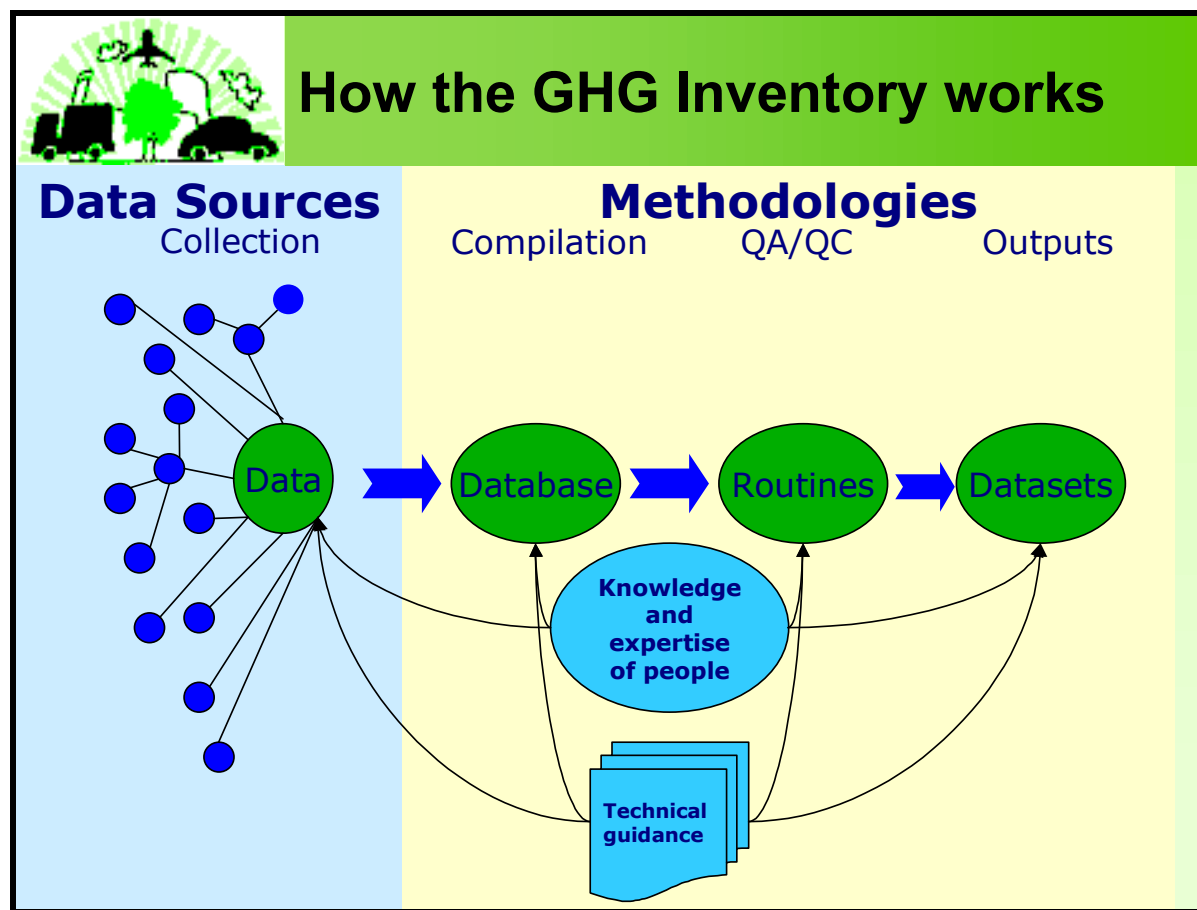 How the GHG Inventory works
Data Sources
Methodologies
Collection
Compilation
QA/QC
Outputs
Data
Database
Routines
Datasets
Knowledge
and
expertise
of people
Technical
guidance